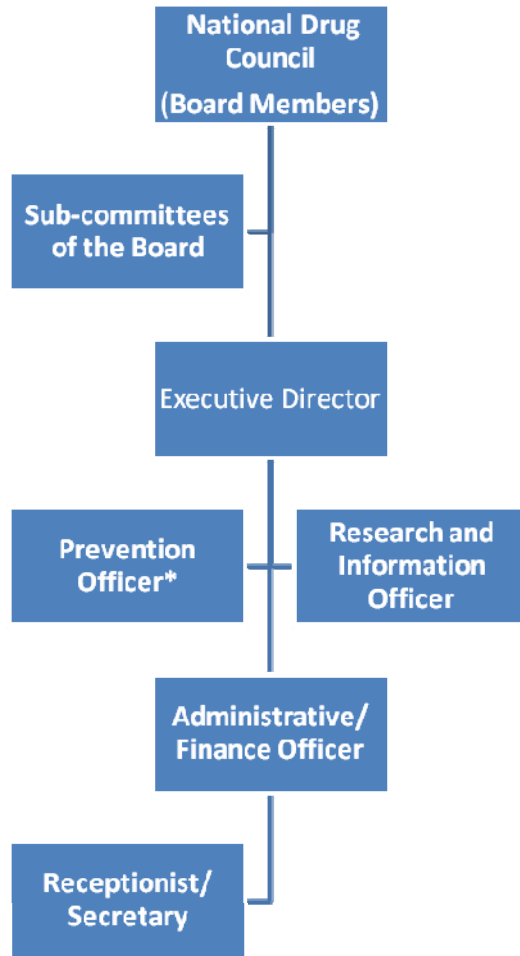 National Drug
Council
(Board Members)
Sub-committees
of the Board
Executive Director
Prevention
Officer*
Research and
Information
Officer
Administrative/
Finance Officer
Receptionist/
Secretary